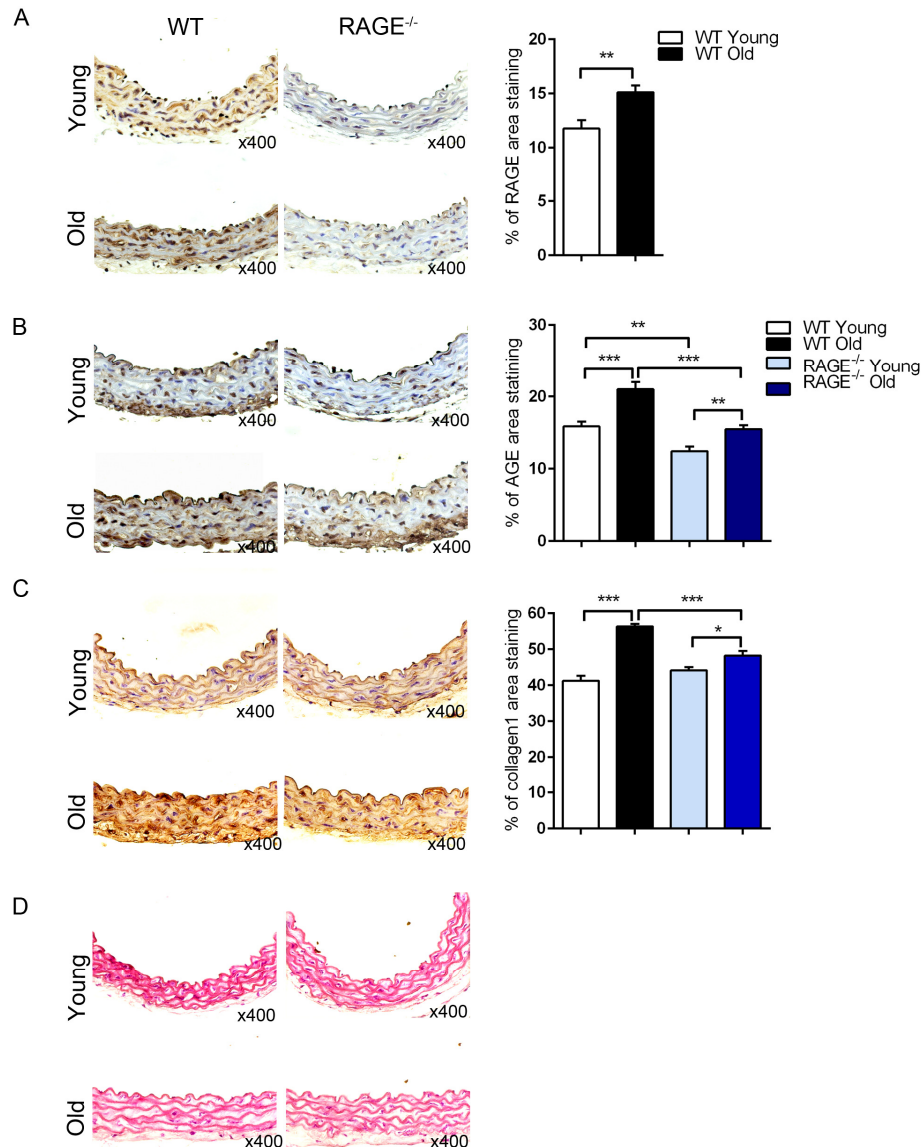 A
WT
RAGE-/-
Young
x400
x400
Old
x400
x400
20
15
10
5
0
% of RAGE area staining
**
WT Young
WT Old
B
Young
x400
x400
Old
x400
x400
30
20
10
0
% of AGE area statining
**
***
***
**
WT Young
WT Old
RAGE-/- Young
RAGE-/- Old
C
Young
x400
x400
Old
x400
x400
60
50
40
30
20
10
0
% of collagen1 area staining
***
***
*
D
Young
x400
x400
Old
x400
x400